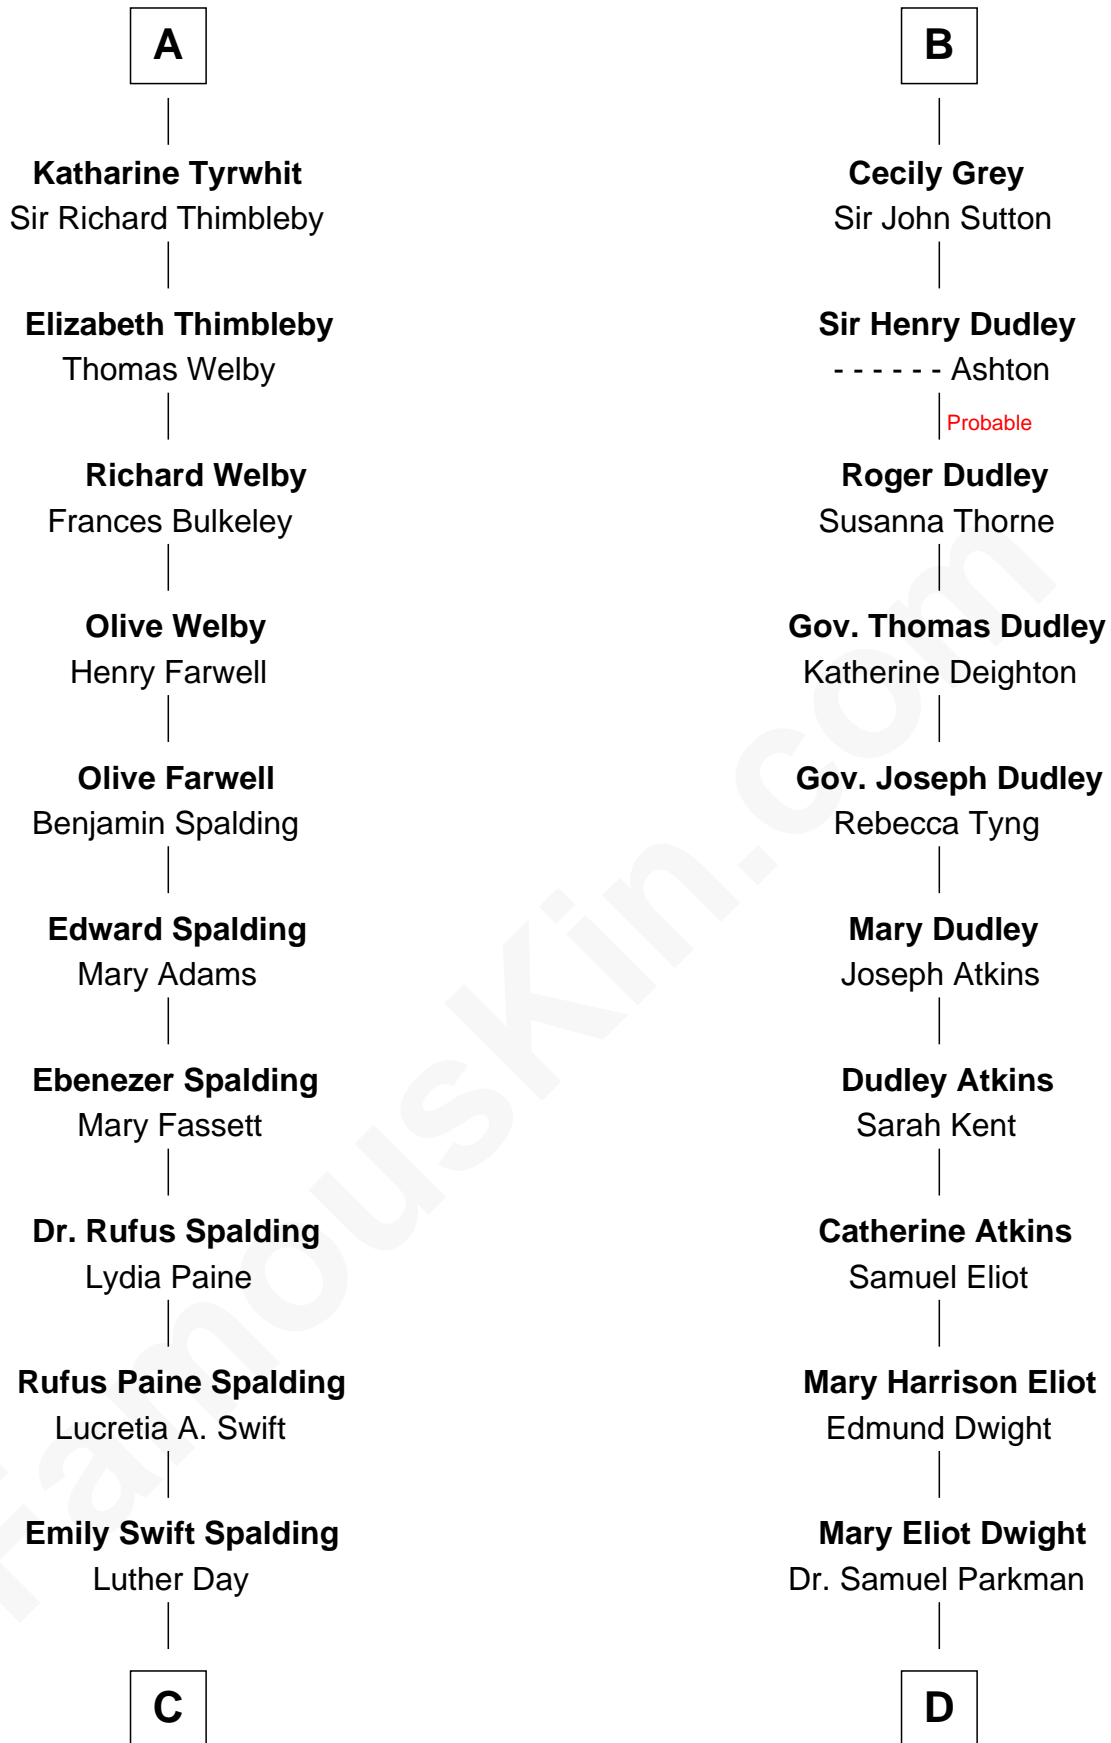 A
Katharine Tyrwhit
Sir Richard Thimbleby
Elizabeth Thimbleby
Thomas Welby
Richard Welby
Frances Bulkeley
Olive Welby
Henry Farwell
Olive Farwell
Benjamin Spalding
Edward Spalding
Mary Adams
Ebenezer Spalding
Mary Fassett
Dr. Rufus Spalding
Lydia Paine
Rufus Paine Spalding
Lucretia A. Swift
Emily Swift Spalding
Luther Day
C
B
Cecily Grey
Sir John Sutton
Sir Henry Dudley
- - - - - - Ashton
Probable
Roger Dudley
Susanna Thorne
Gov. Thomas Dudley
Katherine Deighton
Gov. Joseph Dudley
Rebecca Tyng
Mary Dudley
Joseph Atkins
Dudley Atkins
Sarah Kent
Catherine Atkins
Samuel Eliot
Mary Harrison Eliot
Edmund Dwight
Mary Eliot Dwight
Dr. Samuel Parkman
D
FamousKin.com